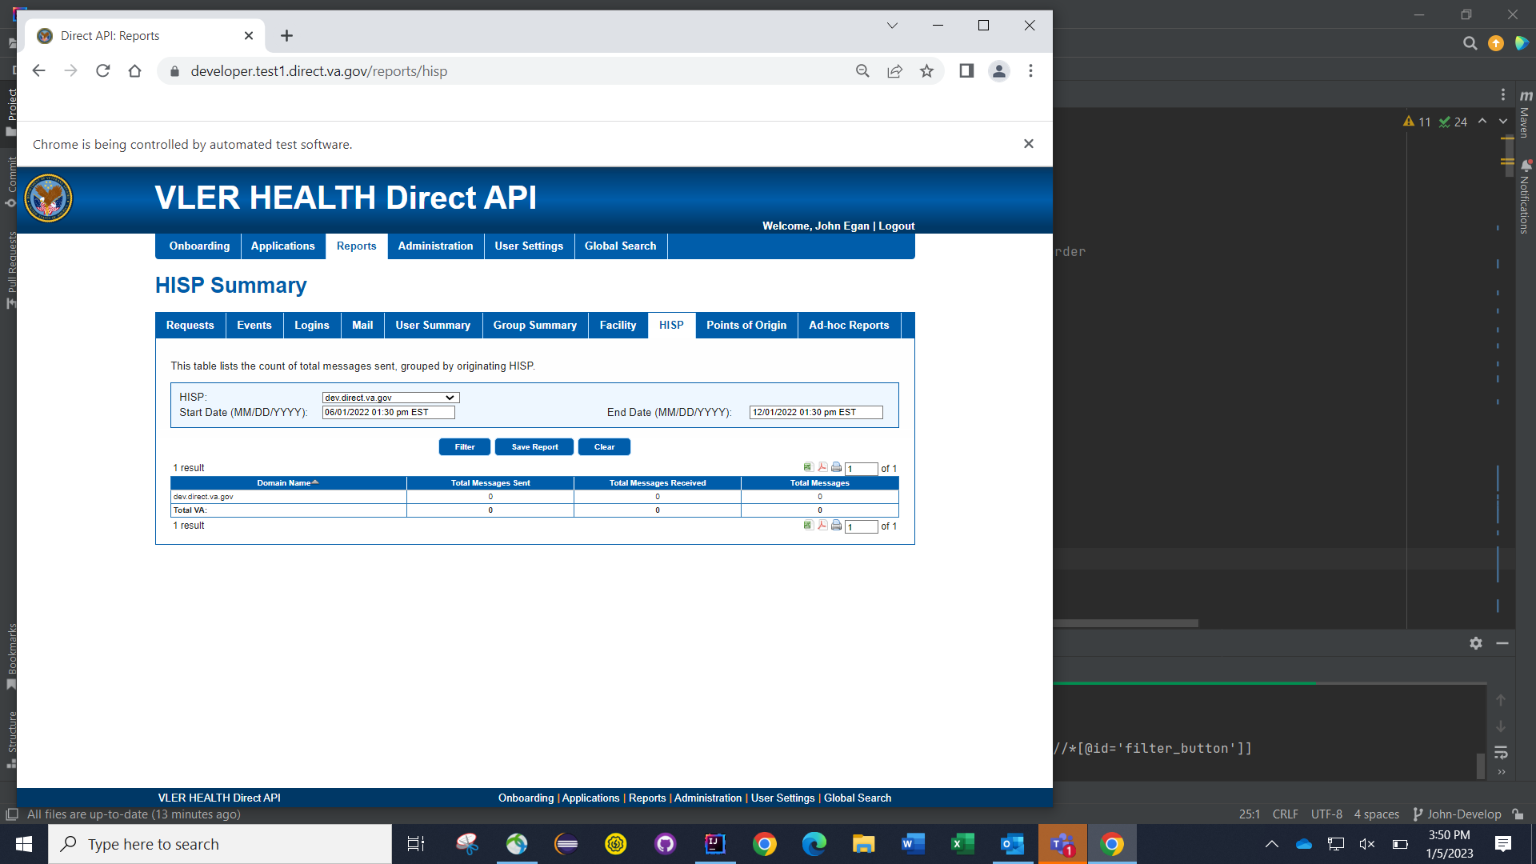 Direct API: Reports
developer.test1.direct.va.gov/reports/hisp
Chrome is being controlled by automated test software.
VLER HEALTH Direct API
Welcome, John Egan | Logout
Onboarding Applications Reports Administration User Settings Global Search
HISP Summary
Requests Events Logins Mail User Summary Group Summary Facility HISP Points of Origin Ad-hoc Reports
This table lists the count of total messages sent, grouped by originating HISP.
HISP: dev.direct.va.gov
Start Date (MM/DD/YYYY): 06/01/2022 01:30 pm EST End Date (MM/DD/YYYY): 12/01/2022 01:30 pm EST
Filter Save Report Clear
1 result 1 of 1
Domain Name Total Messages Sent Total Messages Received Total Messages
dev.direct.va.gov 0 0 0
Total VA: 0 0 0
1 result 1 of 1
VLER HEALTH Direct API Onboarding | Applications | Reports | Administration | User Settings | Global Search
Project
Commit
Pull Requests
Bookmarks
Structure
11 24
rder
//*[@id='filter_button']]
m
Maven
Notifications
All files are up-to-date (13 minutes ago) 25:1 CRLF UTF-8 4 spaces John-Develop
Type here to search
3:50 PM
1/5/2023